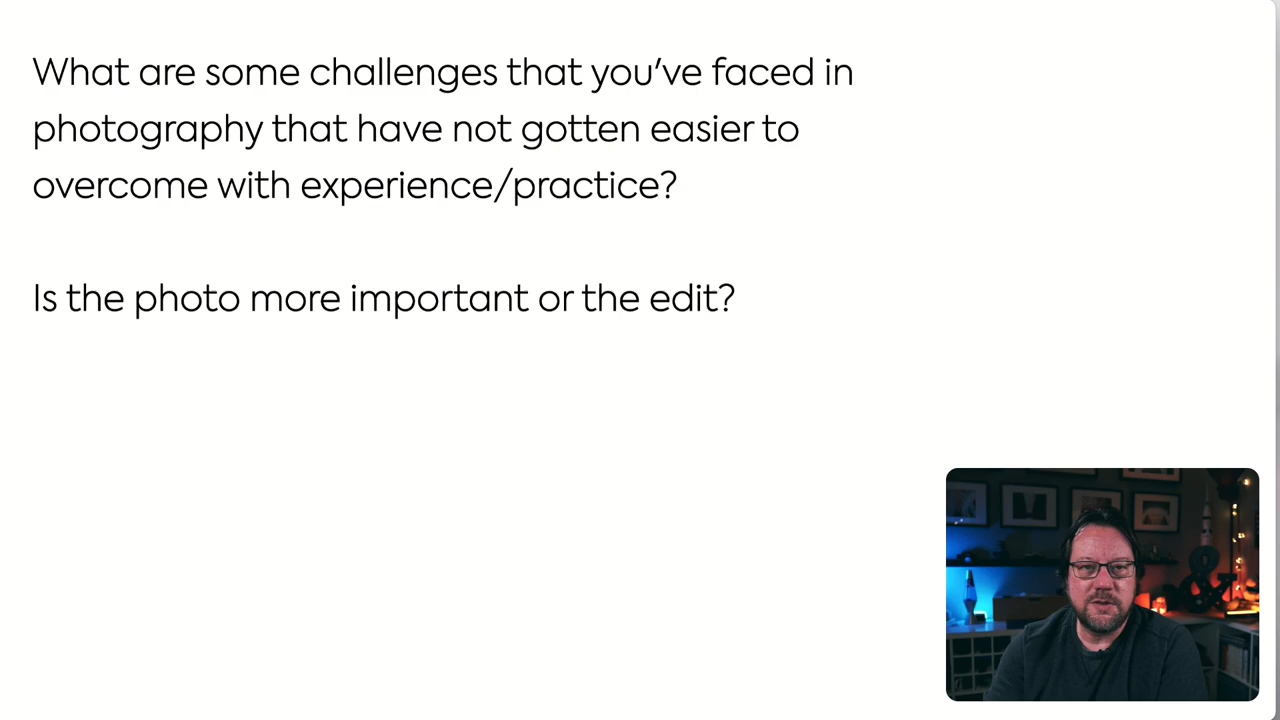 What are some challenges that you've faced in
photography that have not gotten easier to
overcome with experience/practice?
Is the photo more important or the edit?